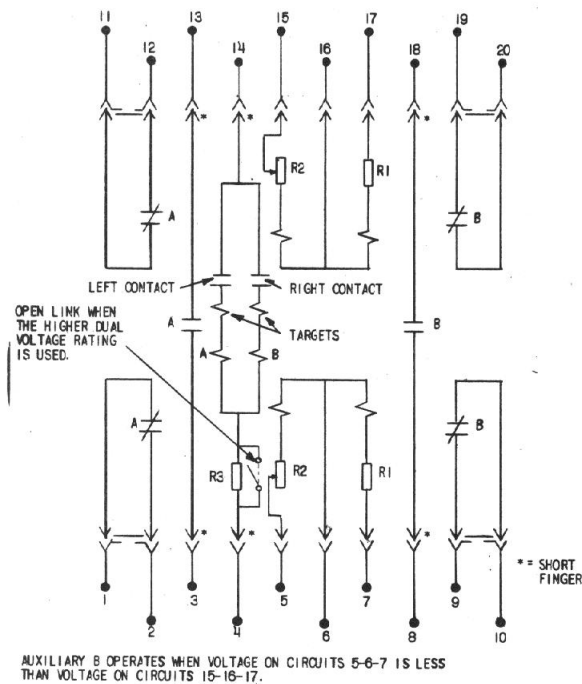 11 13 15 17 19
12 14 16 18 20
* * *
R2 R1
A B
LEFT CONTACT RIGHT CONTACT
OPEN LINK WHEN
THE HIGHER DUAL
VOLTAGE RATING
IS USED.
A TARGETS B
A B
A B
R3 R2 R1
* * *
* = SHORT
FINGER
1 3 5 7 9
2 4 6 8 10
AUXILIARY B OPERATES WHEN VOLTAGE ON CIRCUITS 5-6-7 IS LESS
THAN VOLTAGE ON CIRCUITS 15-16-17.